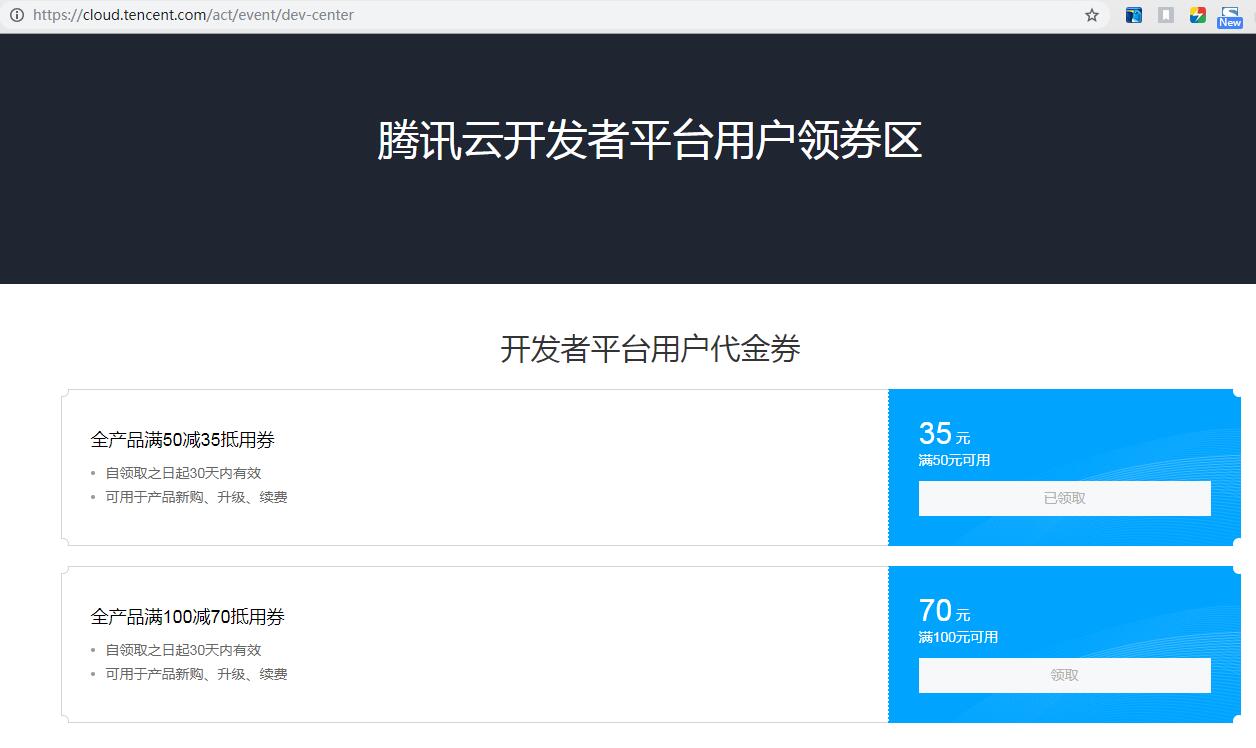 https://cloud.tencent.com/act/event/dev-center
New
腾讯云开发者平台用户领券区
开发者平台用户代金券
全产品满50减35抵用券
自领取之日起30天内有效
可用于产品新购、升级、续费
35 元
满50元可用
已领取
全产品满100减70抵用券
自领取之日起30天内有效
可用于产品新购、升级、续费
70 元
满100元可用
领取